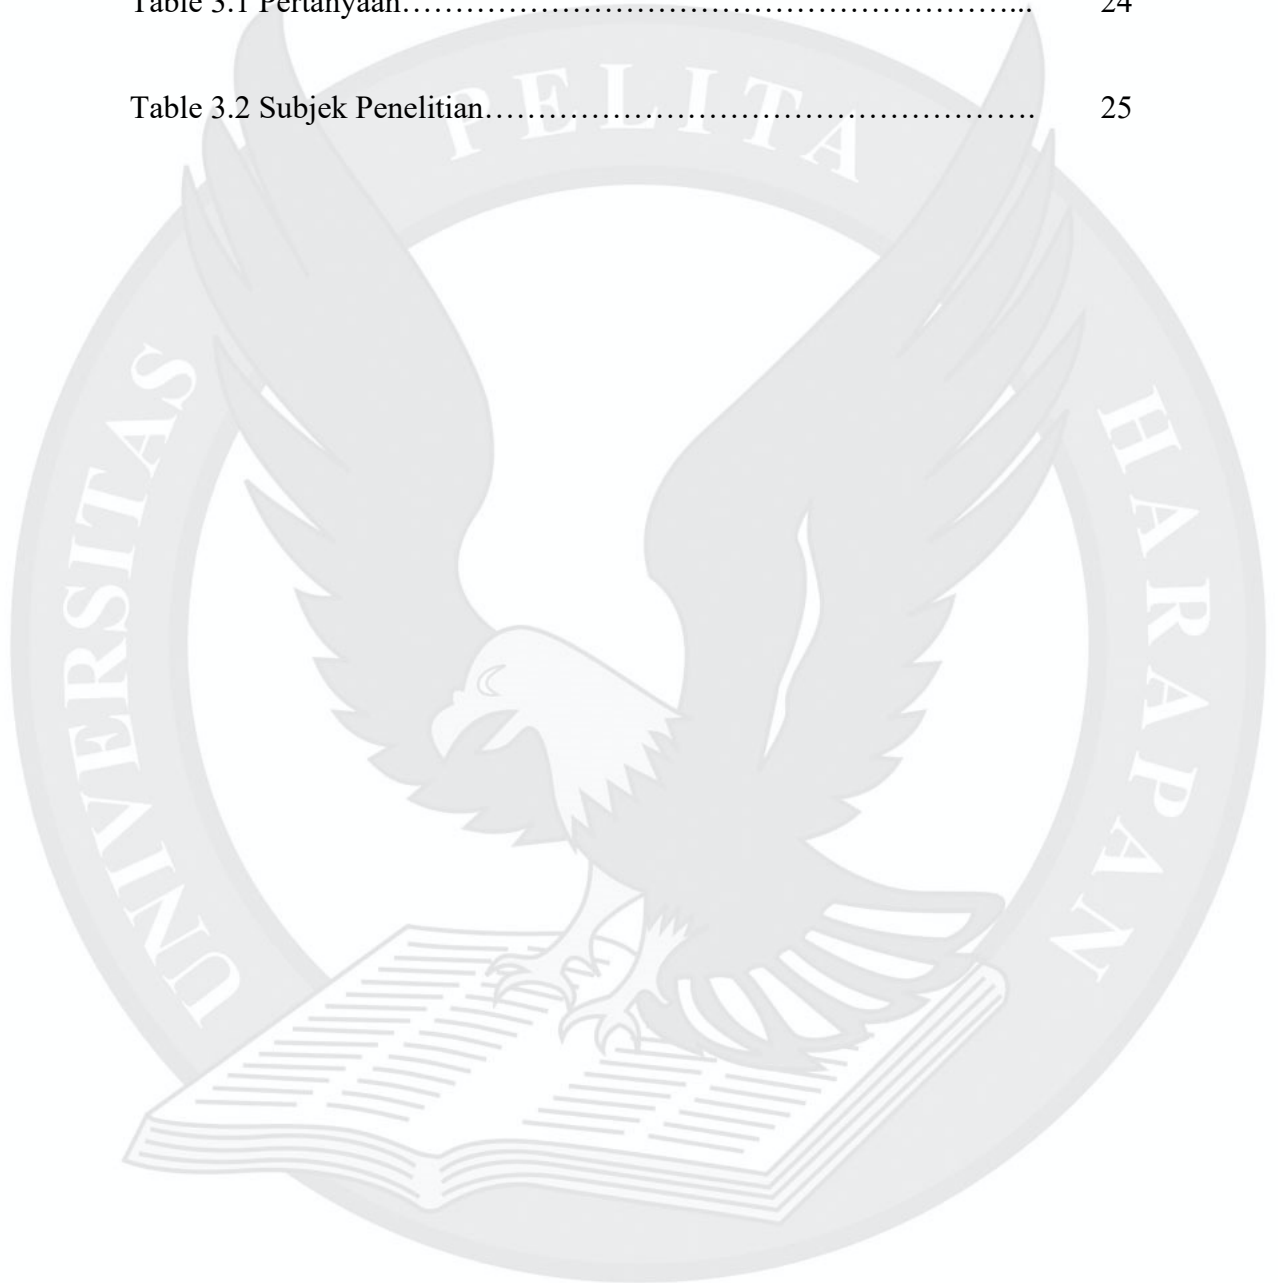 Table 3.1 Pertanyaan…………………………………………………………... 24
Table 3.2 Subjek Penelitian……………………………………………………. 25
UNIVERSITAS PELITA HARAPAN